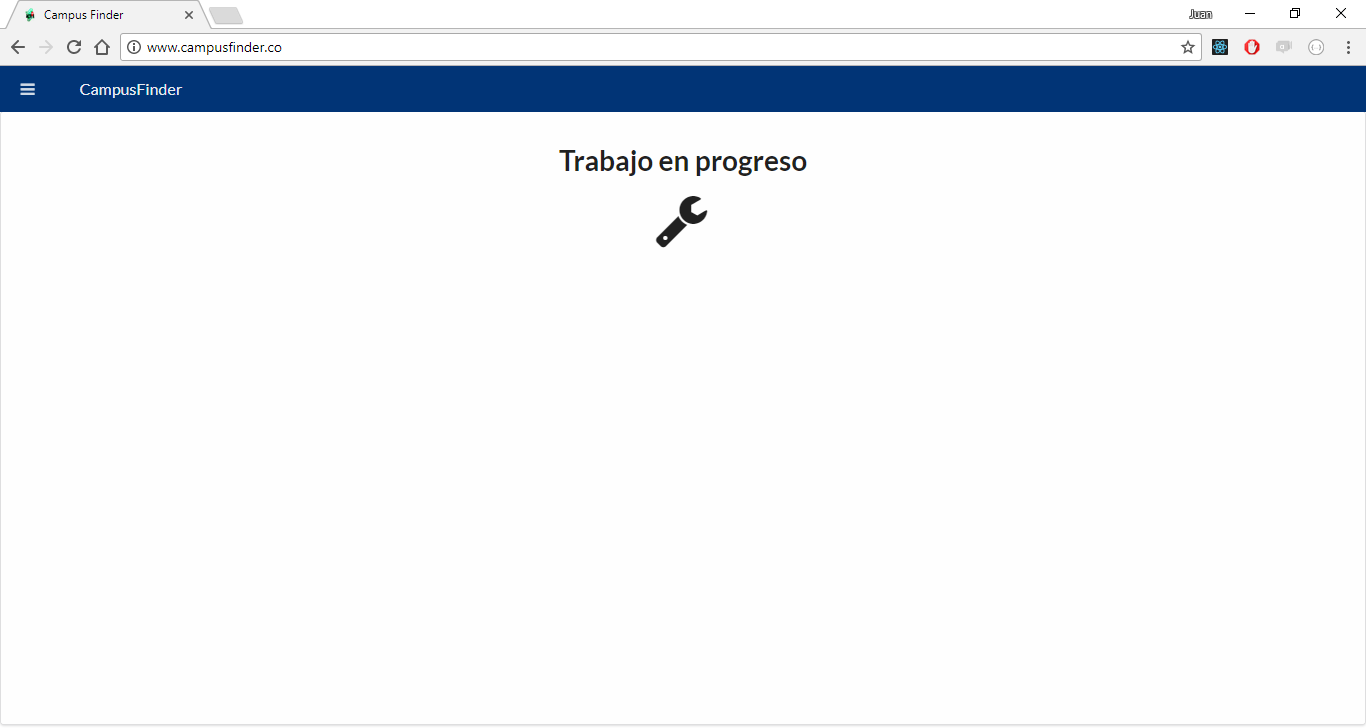 Campus Finder
Juan
www.campusfinder.co
CampusFinder
Trabajo en progreso